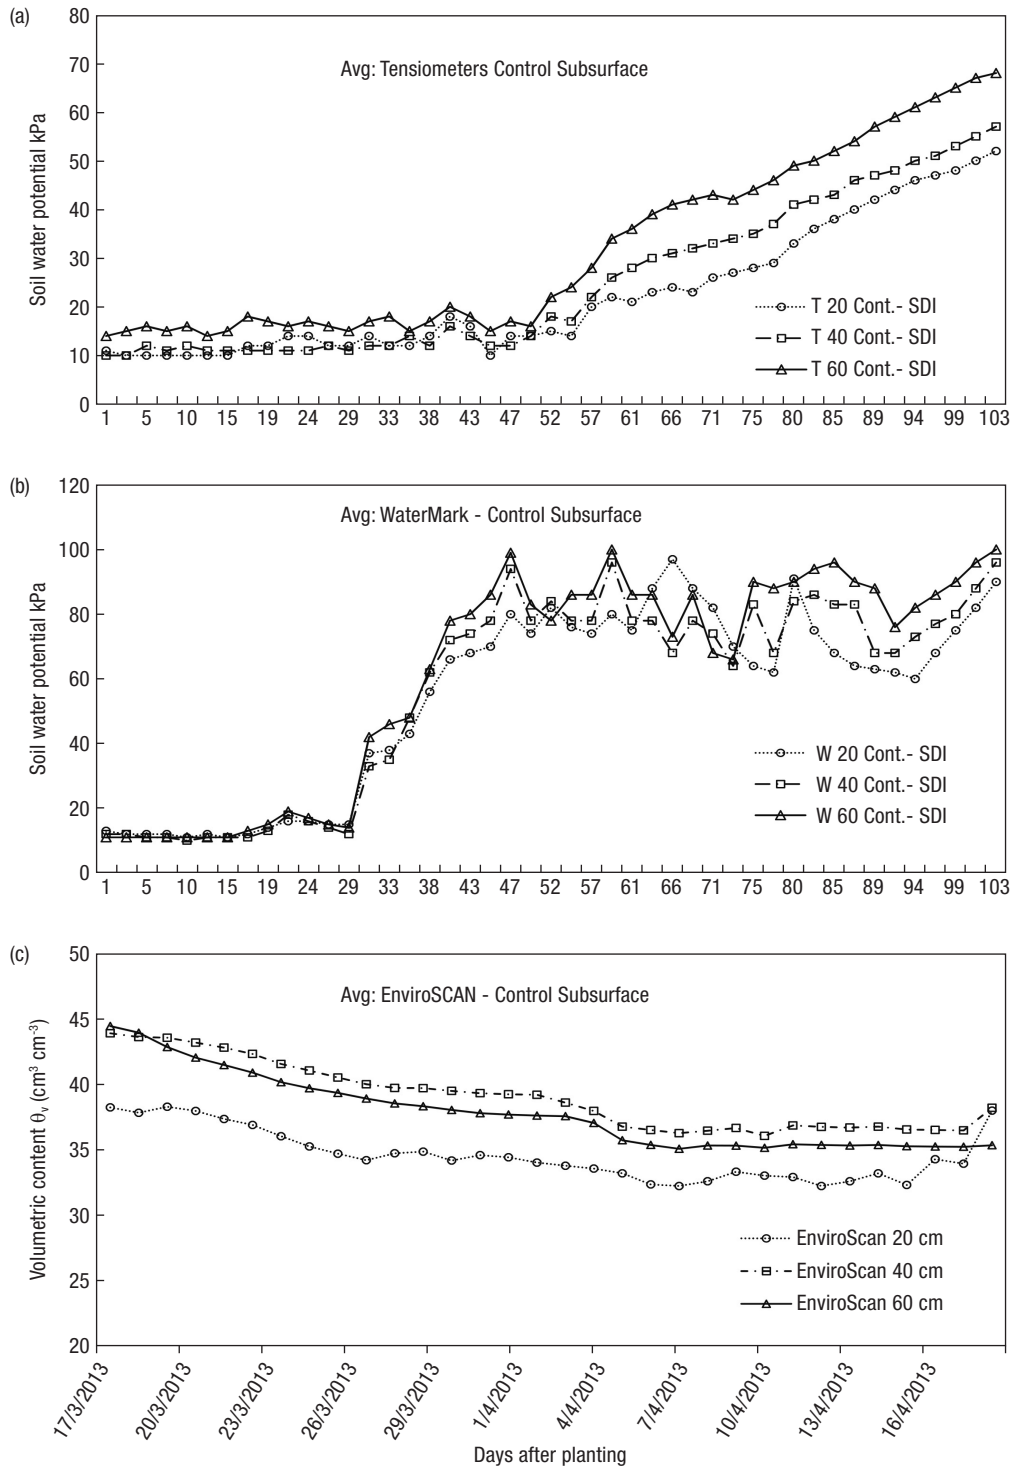 (a)
80
Avg: Tensiometers Control Subsurface
70
60
50
40
30
20
10
0
Soil water potential kPa
T 20 Cont.- SDI
T 40 Cont.- SDI
T 60 Cont.- SDI
1 5 10 15 19 24 29 33 38 43 47 52 57 61 66 71 75 80 85 89 94 99 103
(b)
120
Avg: WaterMark - Control Subsurface
100
80
60
40
20
0
Soil water potential kPa
W 20 Cont.- SDI
W 40 Cont.- SDI
W 60 Cont.- SDI
1 5 10 15 19 24 29 33 38 43 47 52 57 61 66 71 75 80 85 89 94 99 103
(c)
50
Avg: EnviroSCAN - Control Subsurface
45
40
35
30
25
20
Volumetric content θᵥ (cm³ cm⁻³)
EnviroScan 20 cm
EnviroScan 40 cm
EnviroScan 60 cm
17/3/2013 20/3/2013 23/3/2013 26/3/2013 29/3/2013 1/4/2013 4/4/2013 7/4/2013 10/4/2013 13/4/2013 16/4/2013
Days after planting